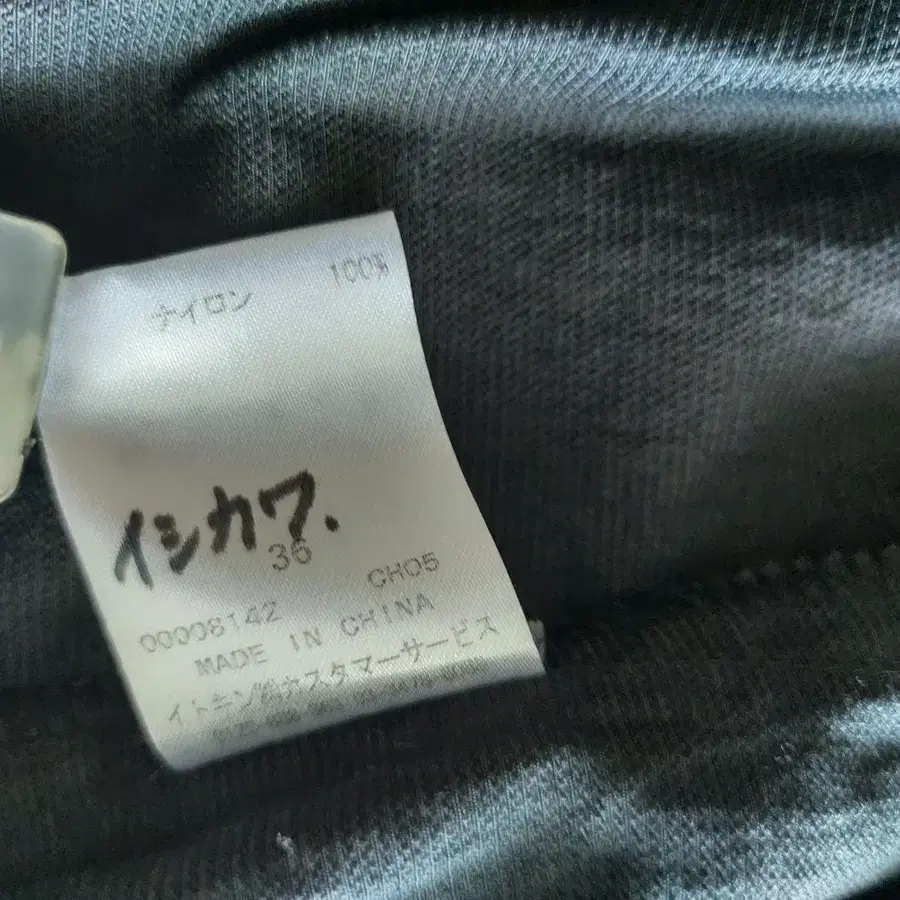 ナイロン 100%
イシカワ.
36
00008142 CH05
MADE IN CHINA
イトキン㈱カスタマーサービス